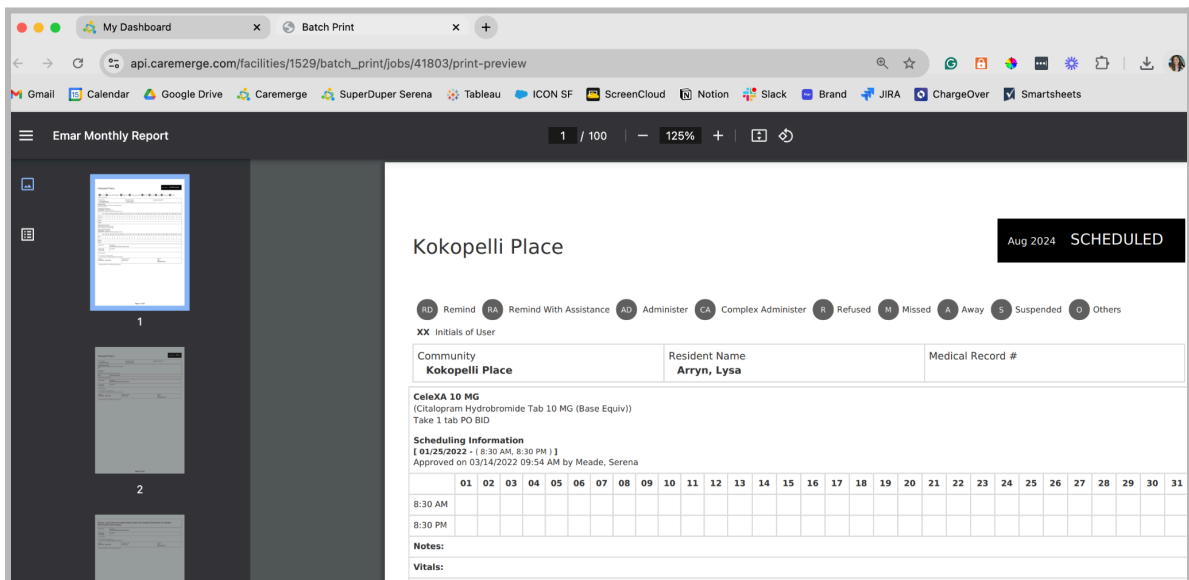 My Dashboard Batch Print
api.caremerge.com/facilities/1529/batch_print/jobs/41803/print-preview
Gmail 15 Calendar Google Drive Caremerge SuperDuper Serena Tableau ICON SF ScreenCloud Notion Slack Brand JIRA ChargeOver Smartsheets
Emar Monthly Report 1 / 100 125%
Kokopelli Place
Aug 2024 SCHEDULED
RD Remind RA Remind With Assistance AD Administer CA Complex Administer R Refused M Missed A Away S Suspended O Others
XX Initials of User
Community Resident Name Medical Record #
Kokopelli Place Arryn, Lysa
CeleXA 10 MG
(Citalopram Hydrobromide Tab 10 MG (Base Equiv))
Take 1 tab PO BID
Scheduling Information
[ 01/25/2022 - ( 8:30 AM, 8:30 PM ) ]
Approved on 03/14/2022 09:54 AM by Meade, Serena
01 02 03 04 05 06 07 08 09 10 11 12 13 14 15 16 17 18 19 20 21 22 23 24 25 26 27 28 29 30 31
8:30 AM
8:30 PM
Notes:
Vitals:
1
2